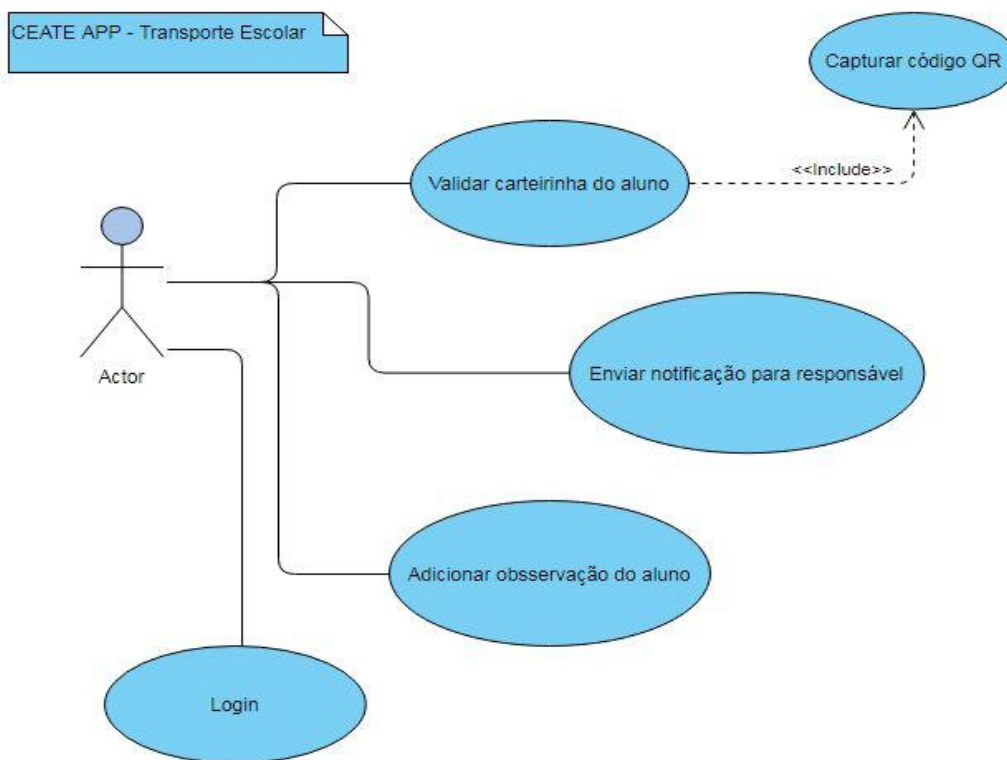 CEATE APP - Transporte Escolar
Capturar código QR
<<Include>>
Validar carteirinha do aluno
Actor
Enviar notificação para responsável
Adicionar obsservação do aluno
Login